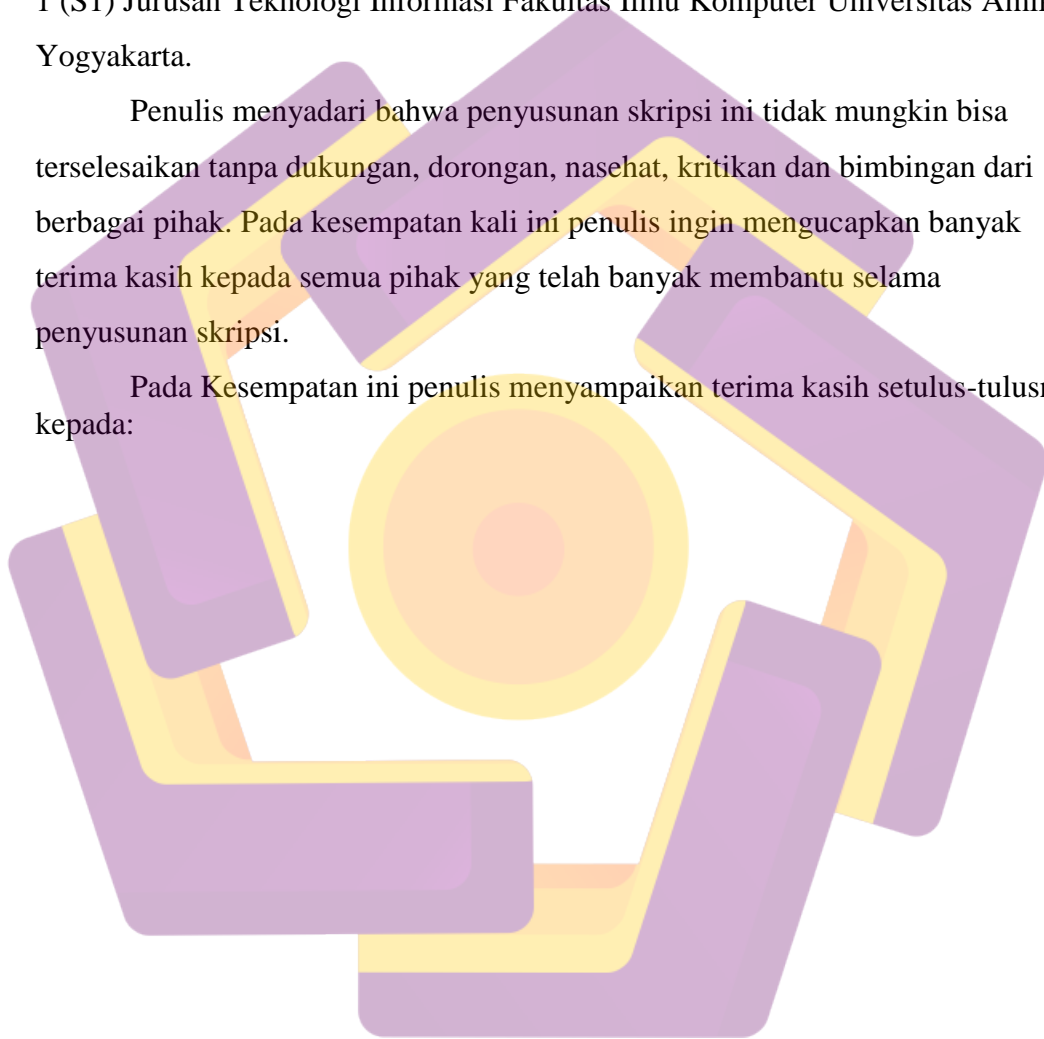 1 (S1) Jurusan Teknologi Informasi Fakultas Ilmu Komputer Universitas
Yogyakarta.
Penulis menyadari bahwa penyusunan skripsi ini tidak mungkin bisa
terselesaikan tanpa dukungan, dorongan, nasehat, kritikan dan bimbingan dari
berbagai pihak. Pada kesempatan kali ini penulis ingin mengucapkan banyak
terima kasih kepada semua pihak yang telah banyak membantu selama
penyusunan skripsi.
Pada Kesempatan ini penulis menyampaikan terima kasih
kepada: